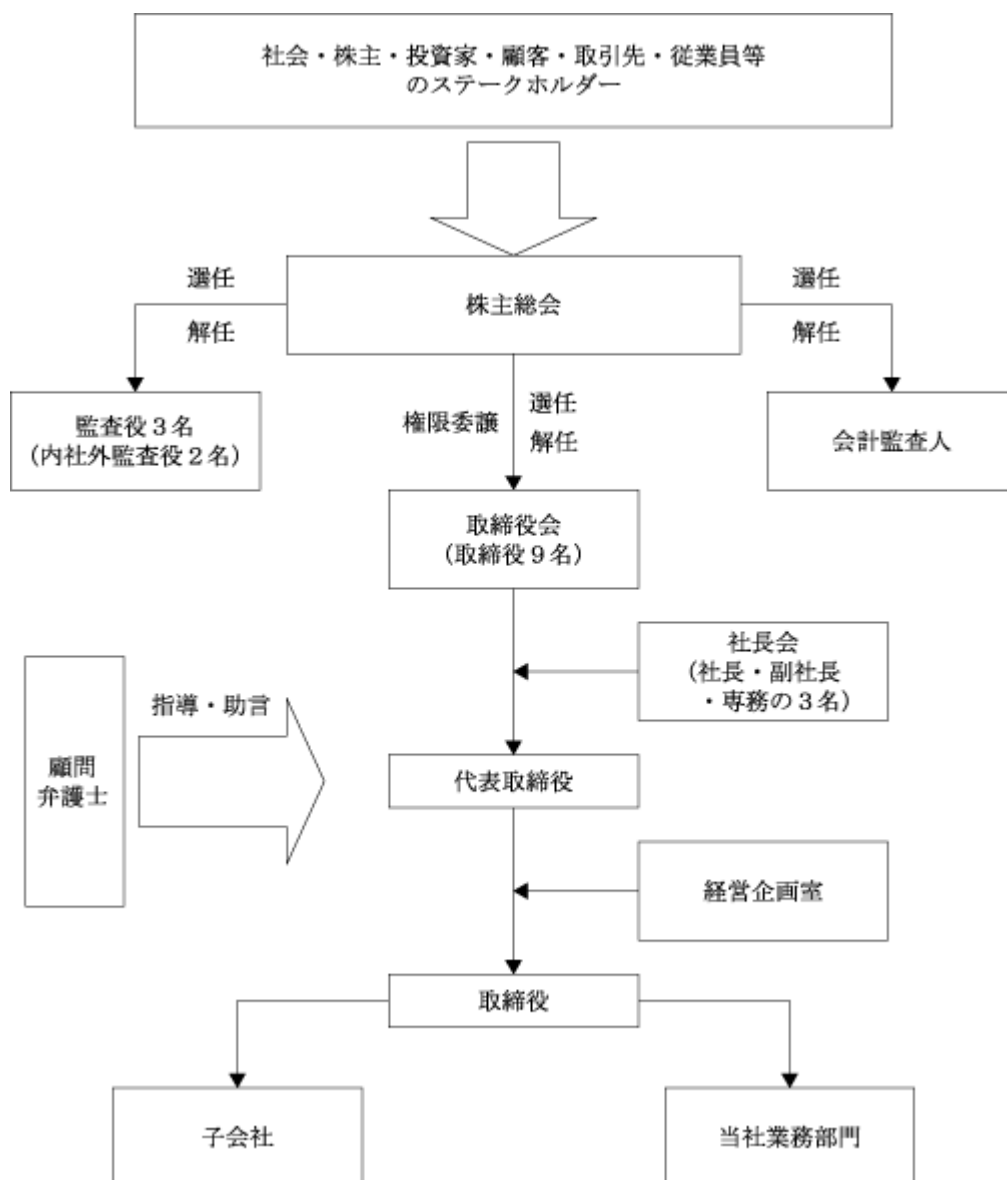 社会・株主・投資家・顧客・取引先・従業員等
のステークホルダー
選任
解任
株主総会
選任
解任
監査役３名
（内社外監査役２名）
権限委譲
選任
解任
会計監査人
取締役会
（取締役９名）
社長会
（社長・副社長
・専務の３名）
指導・助言
顧問
弁護士
代表取締役
経営企画室
取締役
子会社
当社業務部門